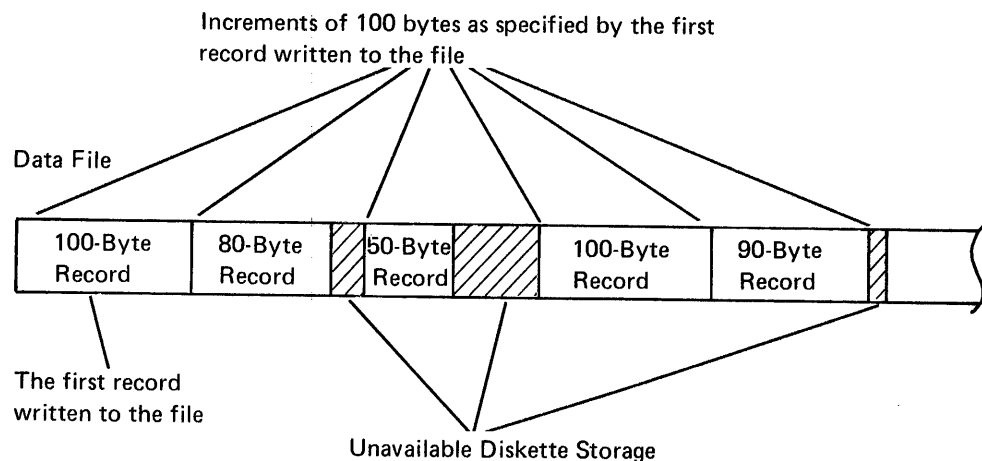 Increments of 100 bytes as specified by the first
record written to the file
Data File
100-Byte
Record
80-Byte
Record
50-Byte
Record
100-Byte
Record
90-Byte
Record
The first record
written to the file
Unavailable Diskette Storage